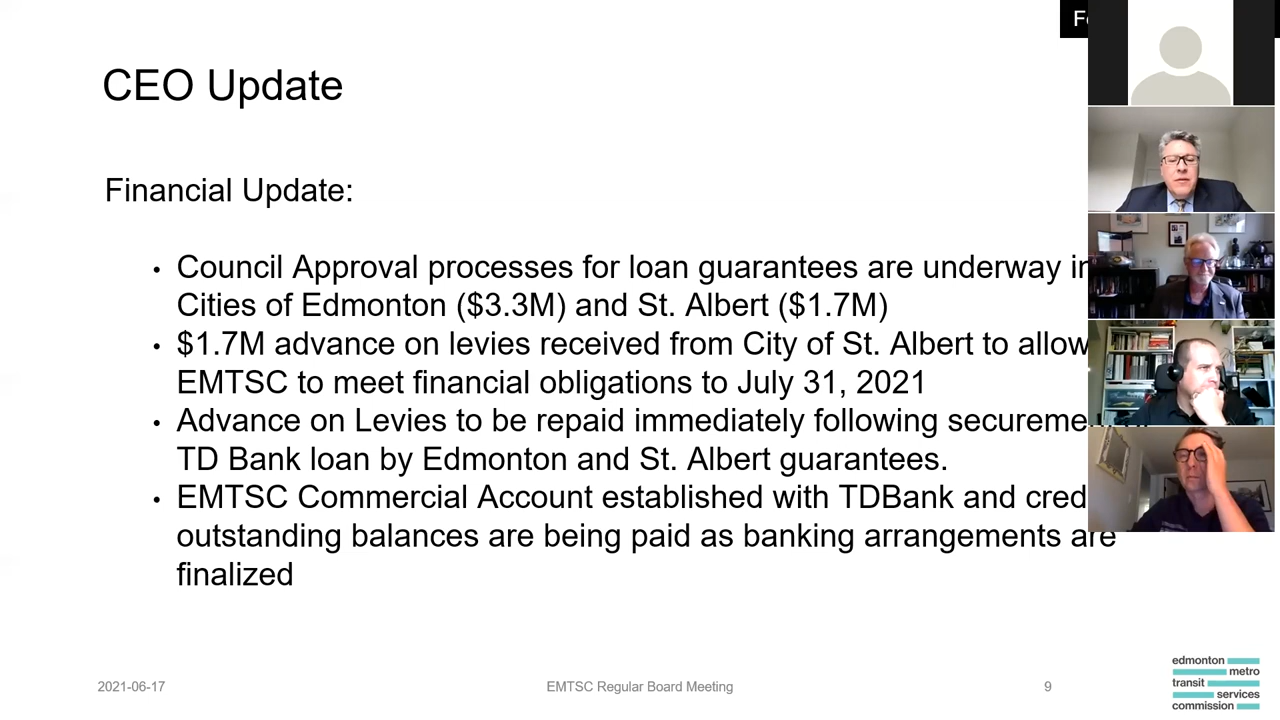 CEO Update
Financial Update:
• Council Approval processes for loan guarantees are underway in
Cities of Edmonton ($3.3M) and St. Albert ($1.7M)
• $1.7M advance on levies received from City of St. Albert to allow
EMTSC to meet financial obligations to July 31, 2021
• Advance on Levies to be repaid immediately following
TD Bank loan by Edmonton and St. Albert guarantees.
• EMTSC Commercial Account established with TDBank and
outstanding balances are being paid as banking arrangements are
finalized
2021-06-17
EMTSC Regular Board Meeting
9
edmonton
metro
transit
services
commission